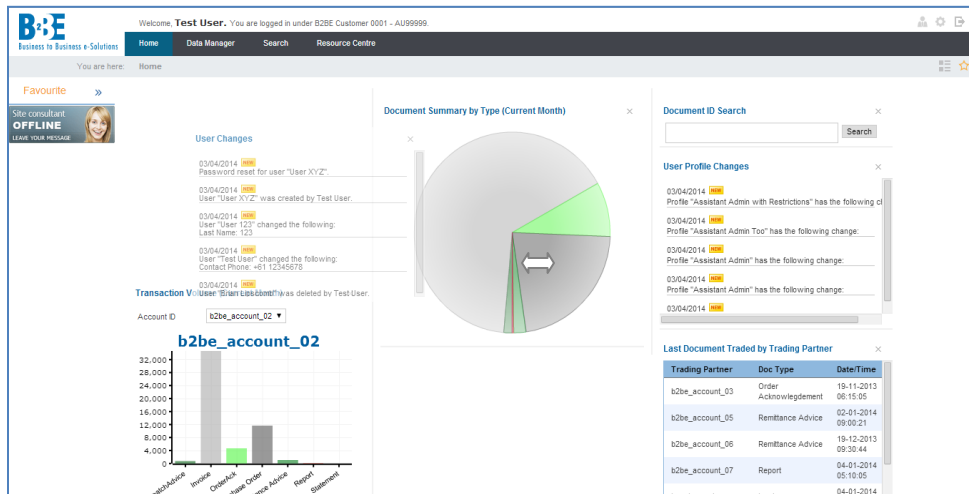 B2BE
Business to Business e-Solutions
Welcome, Test User. You are logged in under B2BE Customer 0001 - AU99999.
Home Data Manager Search Resource Centre
You are here: Home
Favourite »
Site consultant
OFFLINE
LEAVE YOUR MESSAGE
User Changes
03/04/2014 NEW
Password reset for user "User XYZ".
03/04/2014 NEW
User "User XYZ" was created by Test User.
03/04/2014 NEW
User "User 123" changed the following:
Last Name: 123
03/04/2014 NEW
User "Test User" changed the following:
Contact Phone: +61 12345678
03/04/2014 NEW
was deleted by Test User.
Transaction
Account ID b2be_account_02
b2be_account_02
32,000
28,000
24,000
20,000
16,000
12,000
8,000
4,000
0
Invoice
OrderAck
Report
Statement
Document Summary by Type (Current Month)
Document ID Search
Search
User Profile Changes
03/04/2014 NEW
Profile "Assistant Admin with Restrictions" has the following
03/04/2014 NEW
Profile "Assistant Admin Too" has the following change:
03/04/2014 NEW
Profile "Assistant Admin" has the following change:
03/04/2014 NEW
Profile "Assistant Admin" has the following change:
03/04/2014 NEW
Last Document Traded by Trading Partner
Trading Partner Doc Type Date/Time
b2be_account_03 Order Acknowlegdement 19-11-2013 06:15:05
b2be_account_05 Remittance Advice 02-01-2014 09:00:21
b2be_account_06 Remittance Advice 19-12-2013 09:30:44
b2be_account_07 Report 04-01-2014 05:10:05
04-01-2014